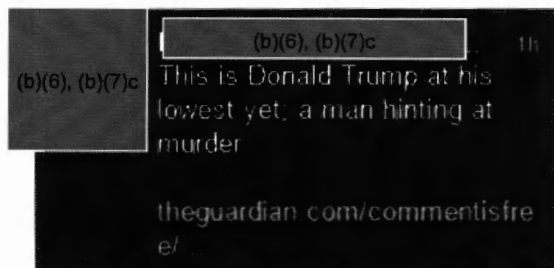 (b)(6), (b)(7)c
1h
(b)(6), (b)(7)c
This is Donald Trump at his
lowest yet; a man hinting at
murder
theguardian.com/commentisfre
e/...